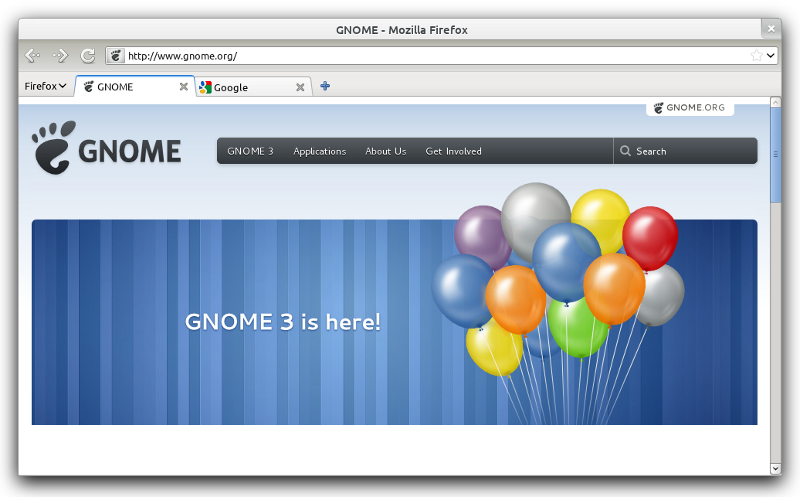 GNOME - Mozilla Firefox
http://www.gnome.org/
Firefox
GNOME
Google
GNOME.ORG
GNOME
GNOME 3
Applications
About Us
Get Involved
Search
GNOME 3 is here!